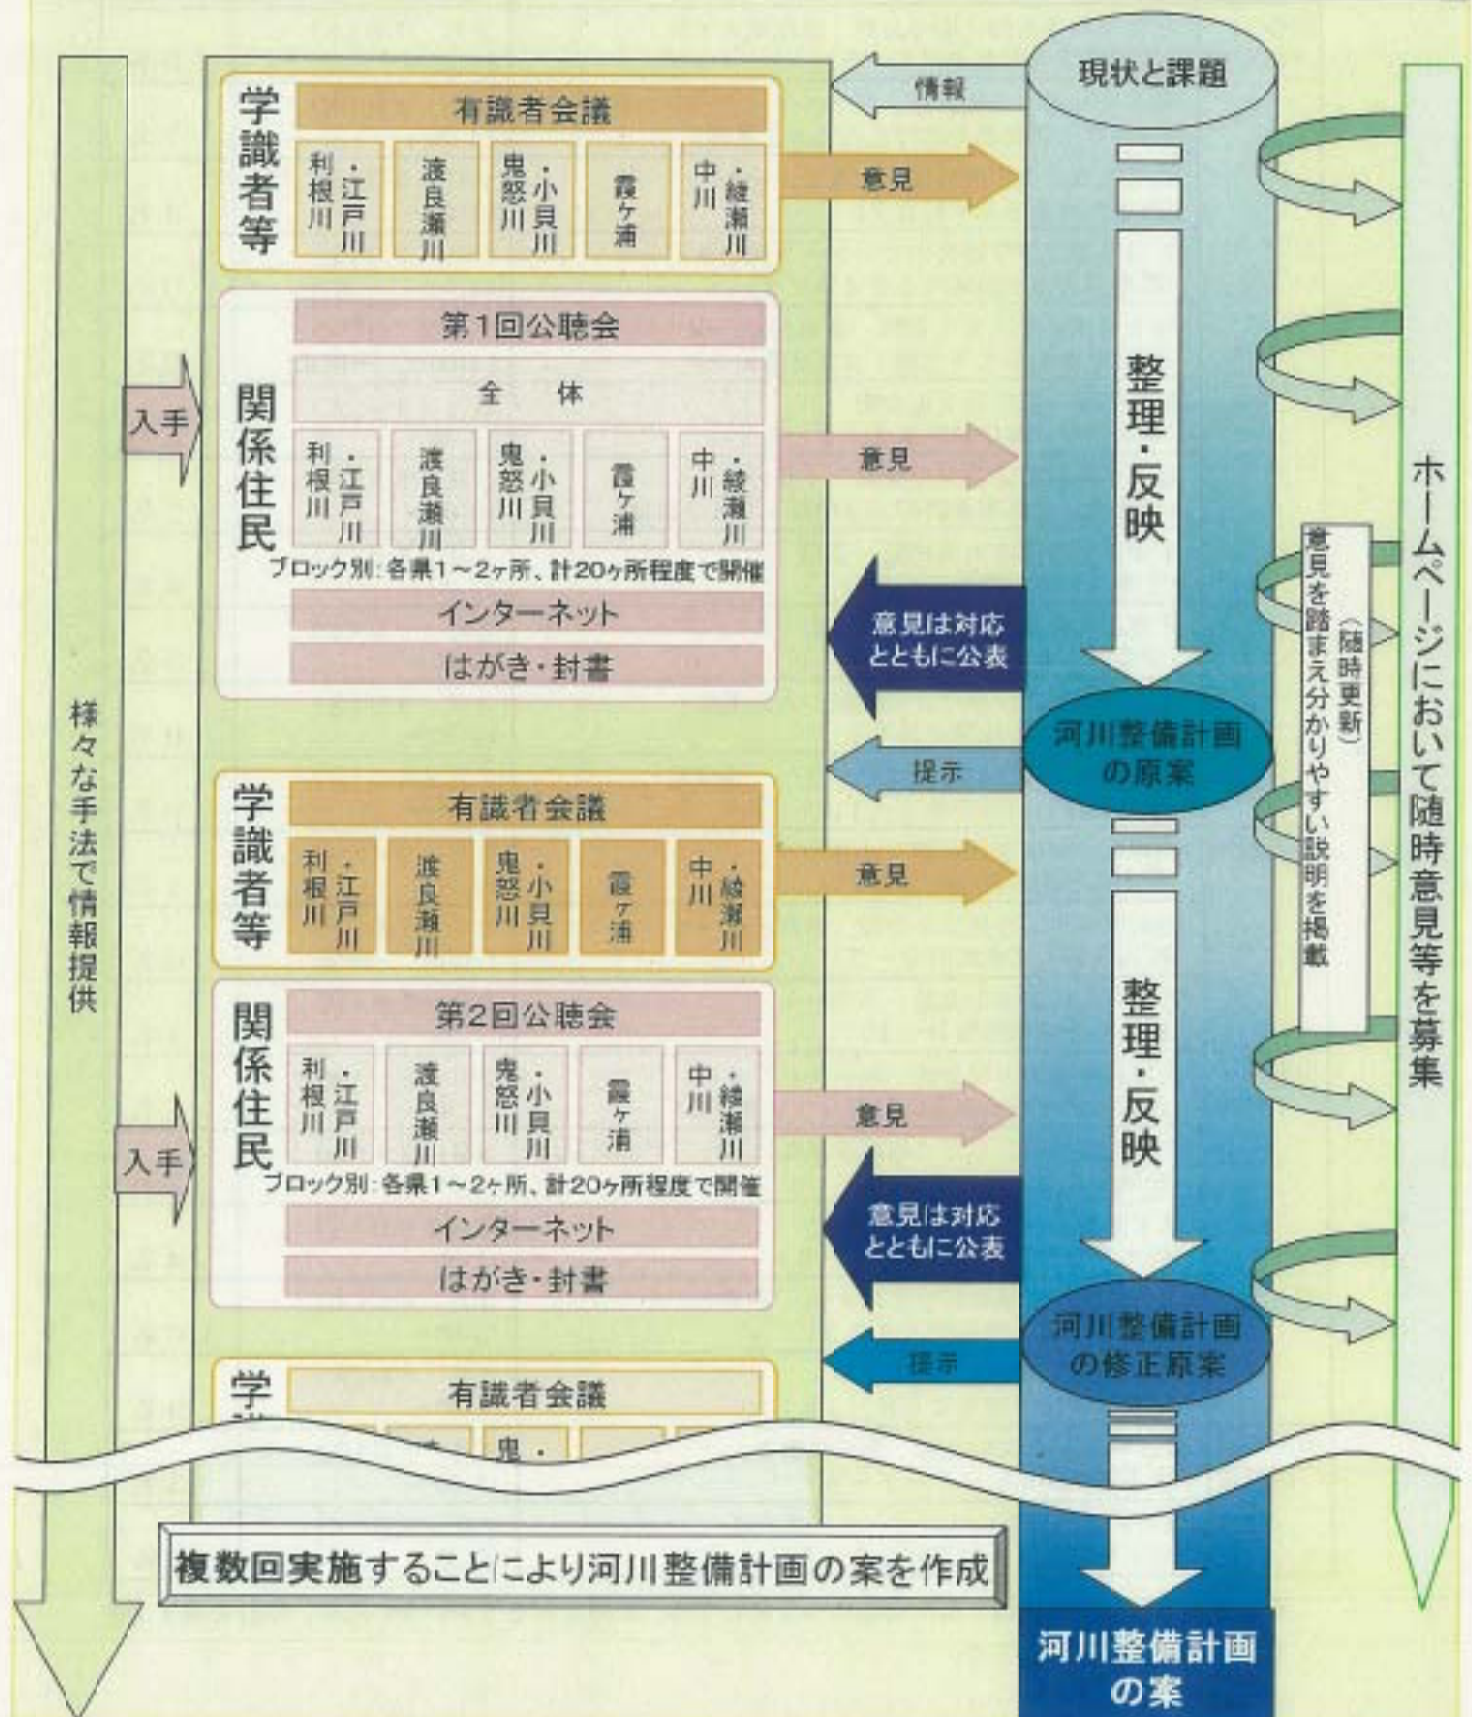 現状と課題
情報
学識者等
有識者会議
利根川・江戸川
渡良瀬川
鬼怒川・小貝川
霞ヶ浦
中川・綾瀬川
意見
関係住民
第1回公聴会
全 体
利根川・江戸川
渡良瀬川
鬼怒川・小貝川
霞ヶ浦
中川・綾瀬川
ブロック別:各県1~2ヶ所、計20ヶ所程度で開催
インターネット
はがき・封書
入手
意見
整理・反映
意見は対応
とともに公表
河川整備計画
の原案
提示
学識者等
有識者会議
利根川・江戸川
渡良瀬川
鬼怒川・小貝川
霞ヶ浦
中川・綾瀬川
意見
関係住民
第2回公聴会
利根川・江戸川
渡良瀬川
鬼怒川・小貝川
霞ヶ浦
中川・綾瀬川
ブロック別:各県1~2ヶ所、計20ヶ所程度で開催
インターネット
はがき・封書
入手
意見
整理・反映
意見は対応
とともに公表
河川整備計画
の修正原案
提示
学
有識者会議
鬼・
複数回実施することにより河川整備計画の案を作成
河川整備計画
の案
様々な手法で情報提供
ホームページにおいて随時意見等を募集
(随時更新)
意見を踏まえ分かりやすい説明を掲載